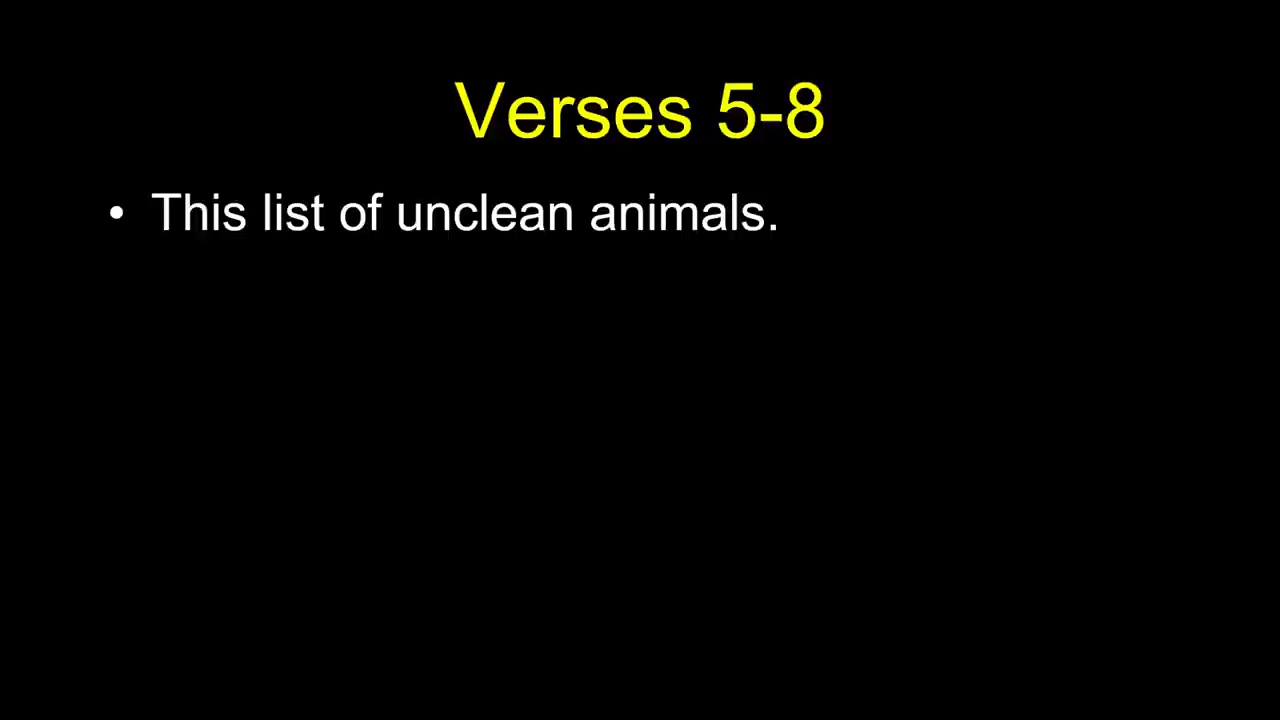 Verses 5-8
• This list of unclean animals.